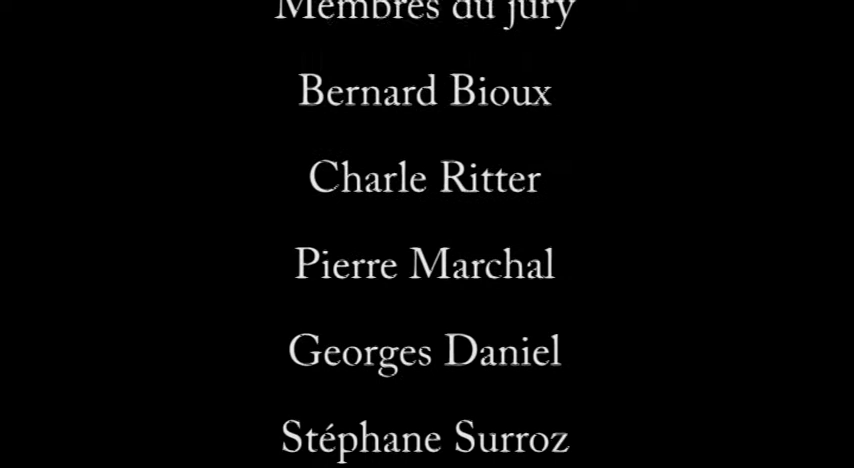 Membres du jury
Bernard Bioux
Charle Ritter
Pierre Marchal
Georges Daniel
Stéphane Surroz